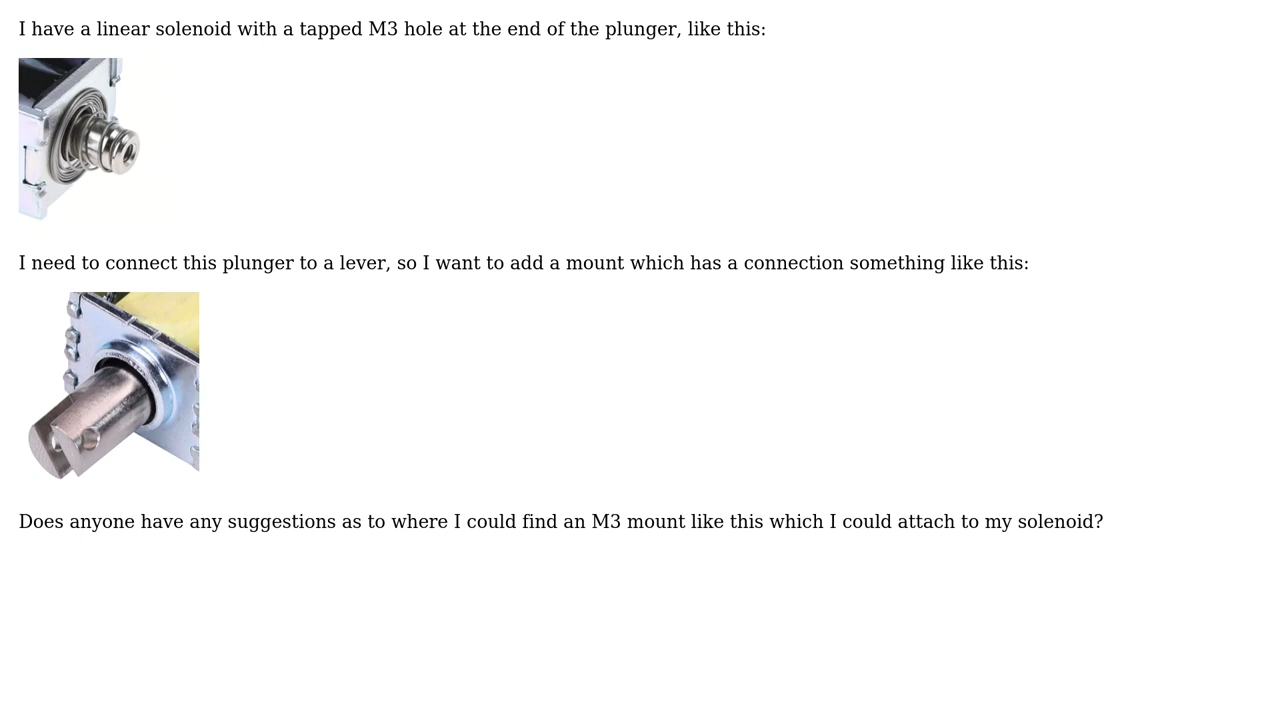 I have a linear solenoid with a tapped M3 hole at the end of the plunger, like this:
I need to connect this plunger to a lever, so I want to add a mount which has a connection something like this:
Does anyone have any suggestions as to where I could find an M3 mount like this which I could attach to my solenoid?